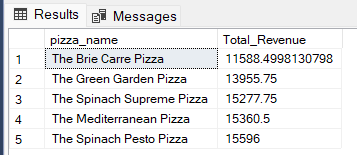 Results Messages
pizza_name Total_Revenue
1 The Brie Carre Pizza 11588.4998130798
2 The Green Garden Pizza 13955.75
3 The Spinach Supreme Pizza 15277.75
4 The Mediterranean Pizza 15360.5
5 The Spinach Pesto Pizza 15596